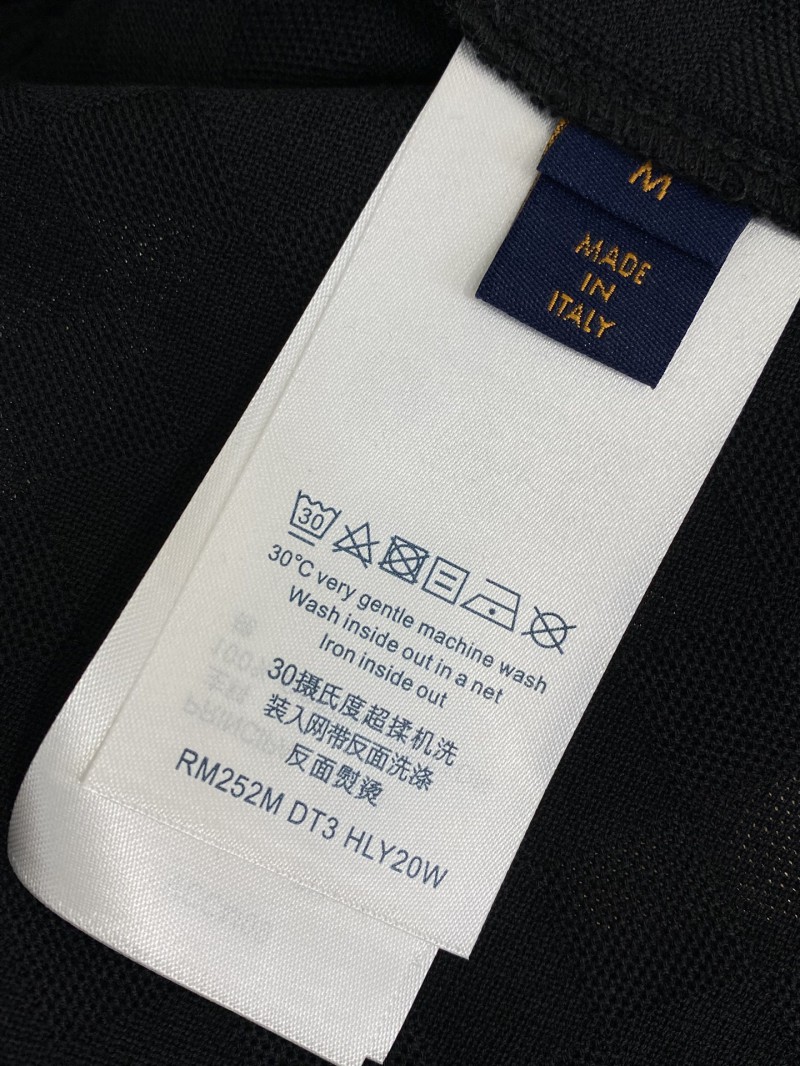 M
MADE
IN
ITALY
30
30°C very gentle machine wash
Wash inside out in a net
Iron inside out
30摄氏度超揉机洗
装入网带反面洗涤
反面熨烫
RM252M DT3 HLY20W